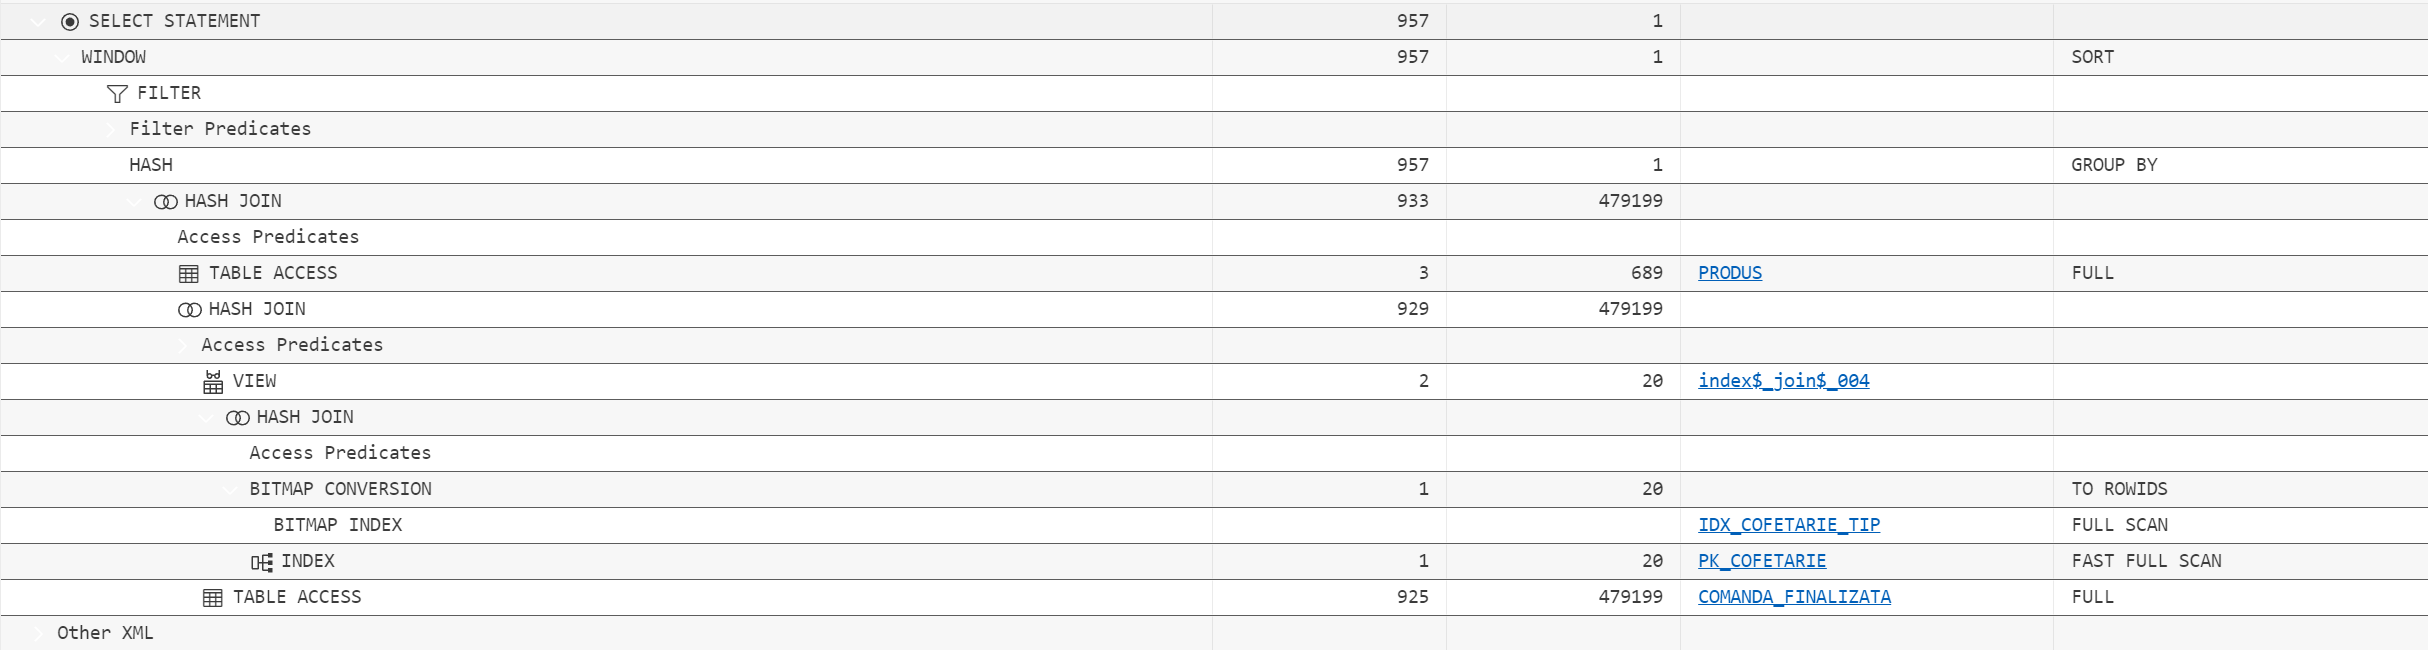 SELECT STATEMENT 957 1
WINDOW 957 1 SORT
FILTER
Filter Predicates
HASH 957 1 GROUP BY
HASH JOIN 933 479199
Access Predicates
TABLE ACCESS 3 689 PRODUS FULL
HASH JOIN 929 479199
Access Predicates
VIEW 2 20 index$_join$_004
HASH JOIN
Access Predicates
BITMAP CONVERSION 1 20 TO ROWIDS
BITMAP INDEX IDX_COFETARIE_TIP FULL SCAN
INDEX 1 20 PK_COFETARIE FAST FULL SCAN
TABLE ACCESS 925 479199 COMANDA_FINALIZATA FULL
Other XML